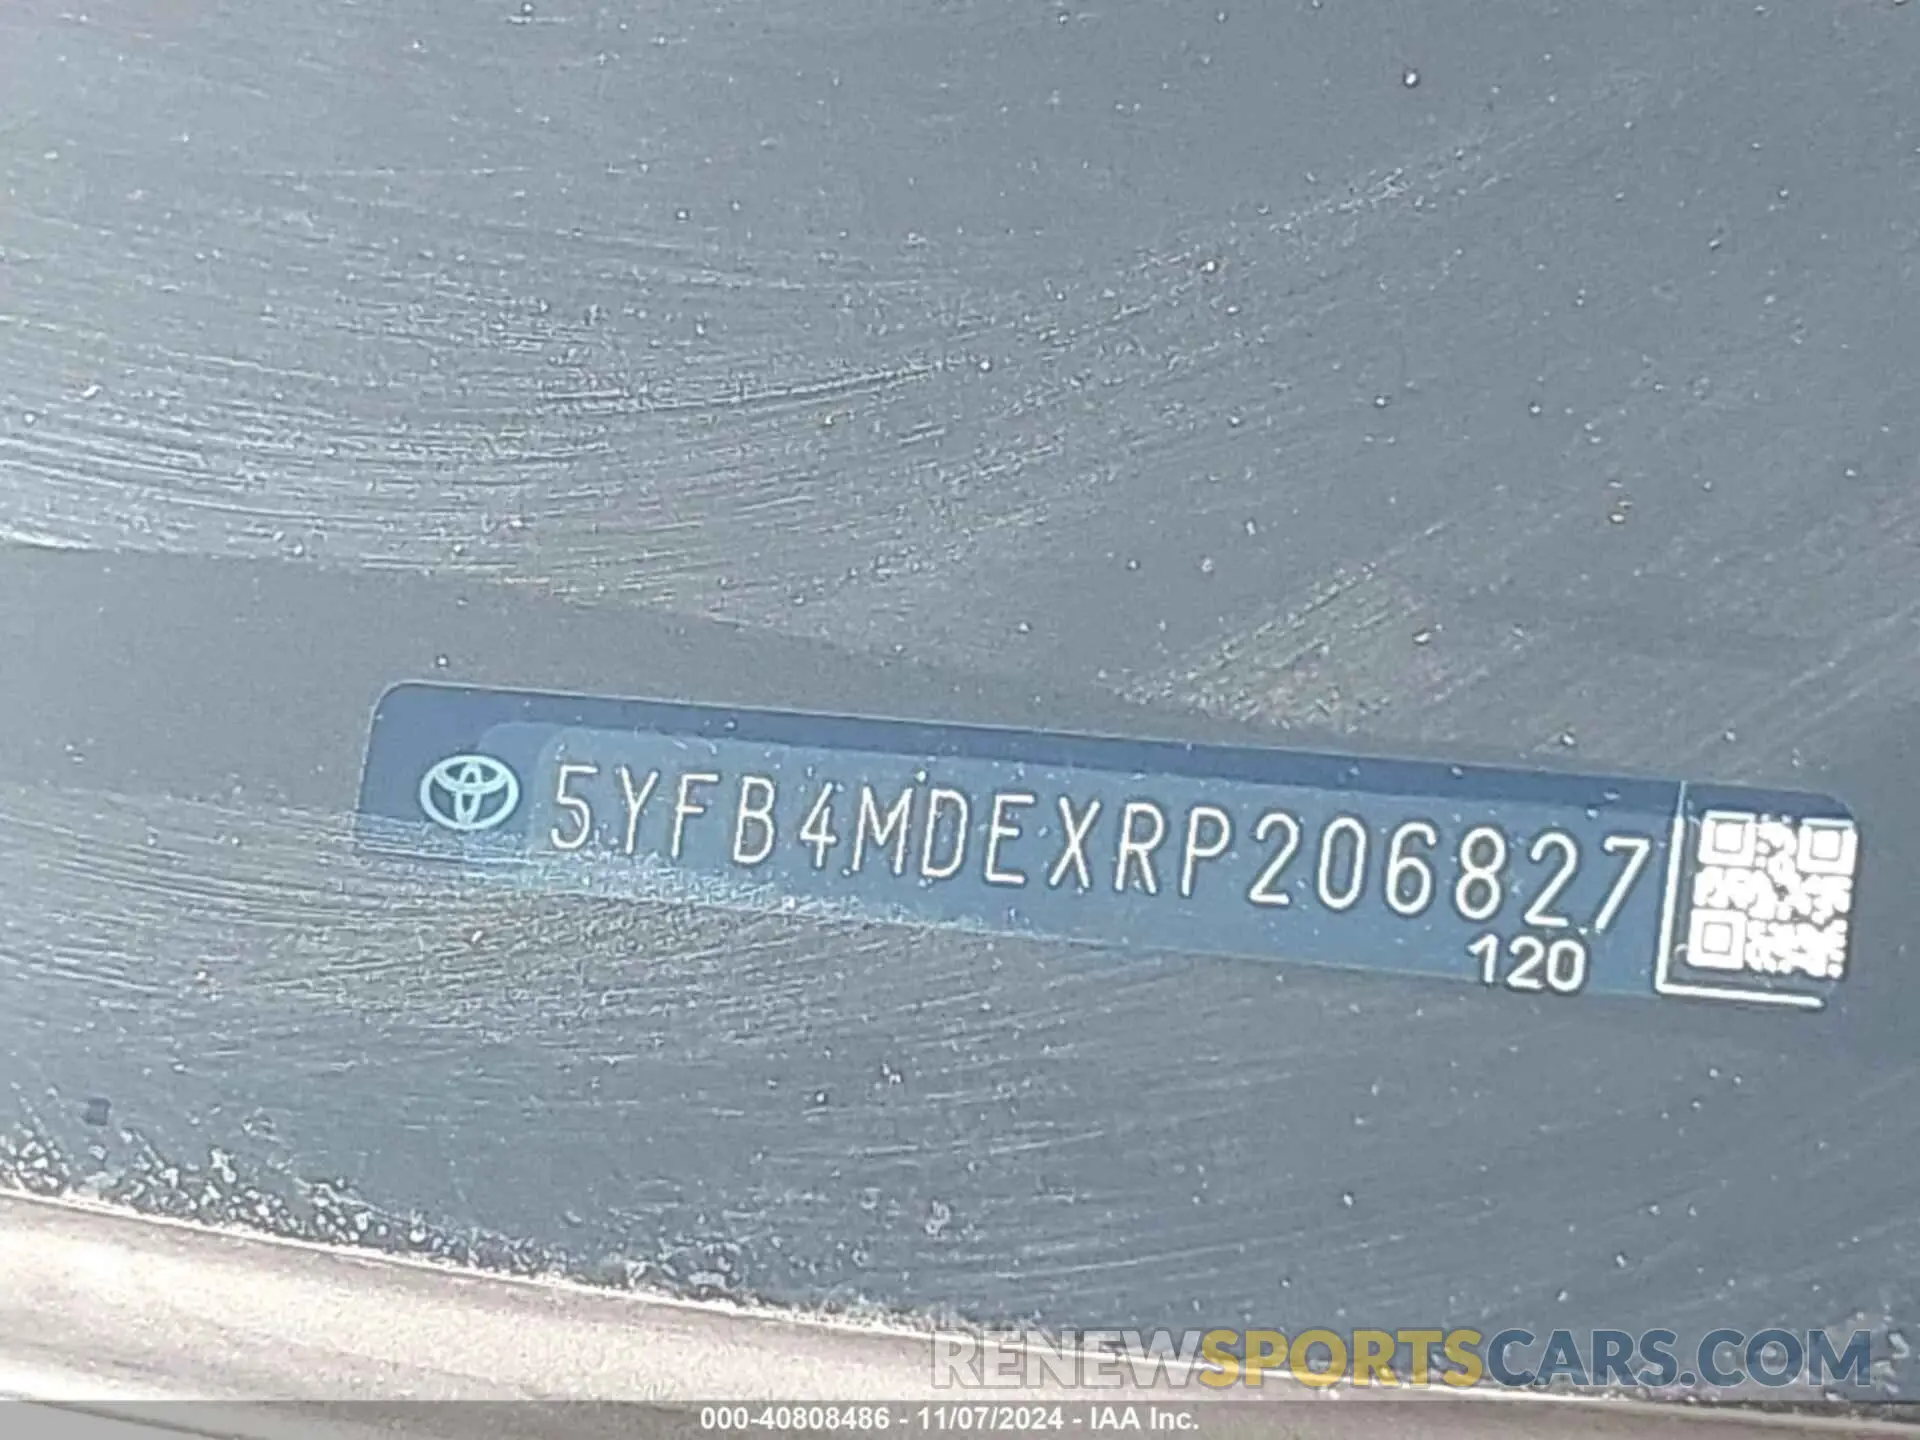 5YFB4MDEXRP206827
120
RENEWSPORTSCARS.COM
000-40808486 - 11/07/2024 - IAA Inc.